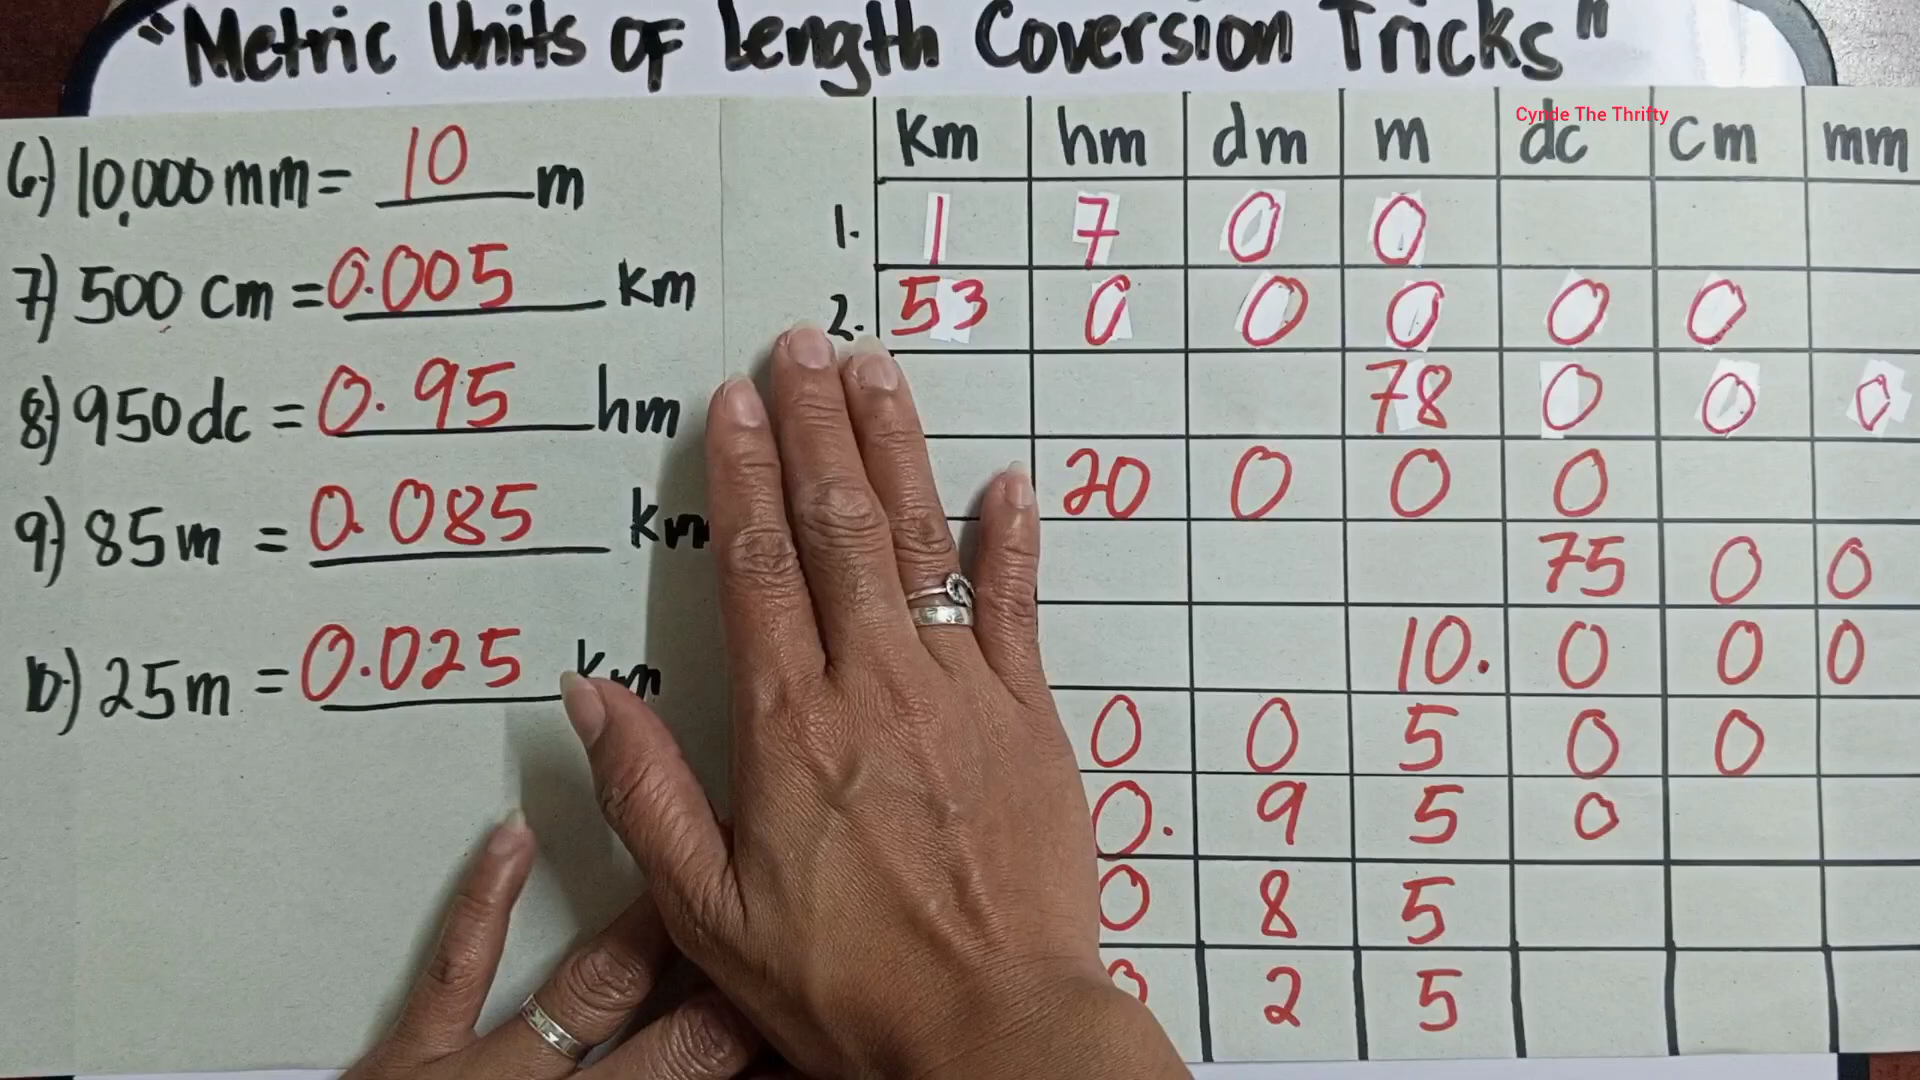 "Metric Units of Length Coversion Tricks"
Cynde The Thrifty
6) 10,000 mm = 10 m
7) 500 cm = 0.005 km
8) 950 dc = 0.95 hm
9) 85 m = 0.085 km
10) 25 m = 0.025 km
Km hm dm m dc cm mm
1. 1 7 0 0
2. 53 0 0 0 0 0
78 0 0 0
20 0 0 0
75 0 0
10. 0 0 0
0 0 5 0 0
0. 9 5 0
0 8 5
0 2 5